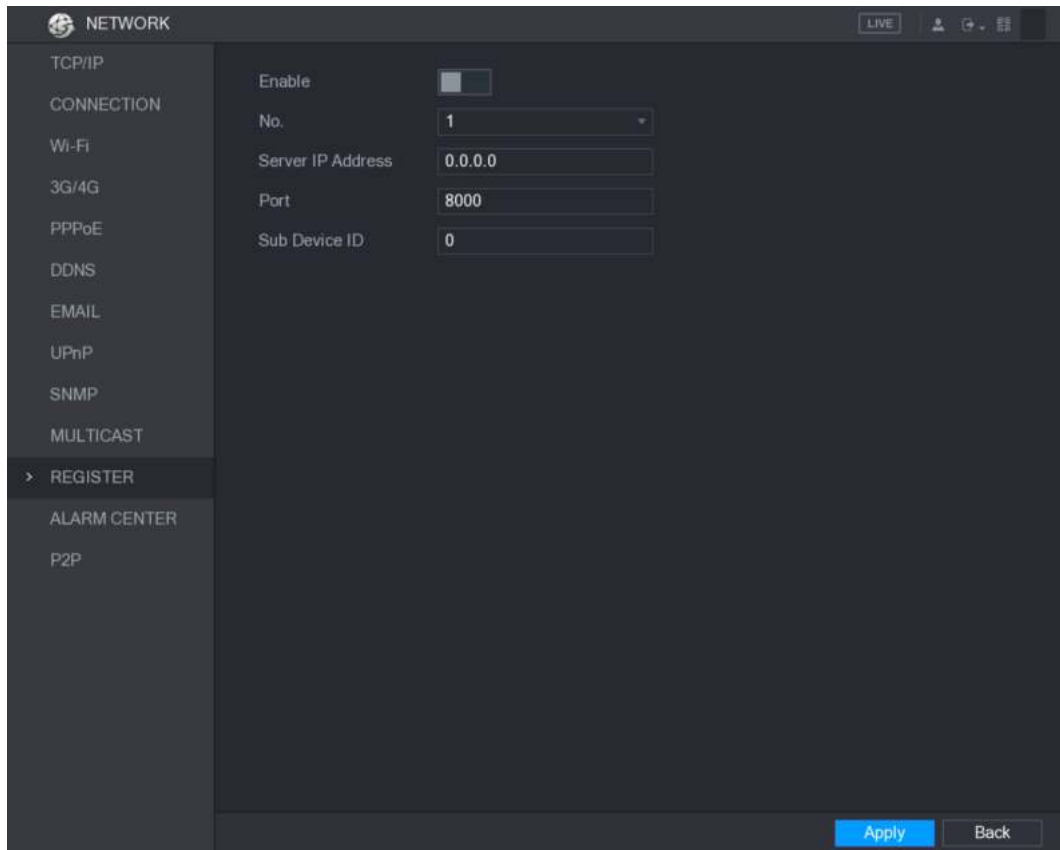 NETWORK
LIVE
TCP/IP
CONNECTION
Wi-Fi
3G/4G
PPPoE
DDNS
EMAIL
UPnP
SNMP
MULTICAST
> REGISTER
ALARM CENTER
P2P
Enable
No. 1
Server IP Address 0.0.0.0
Port 8000
Sub Device ID 0
Apply Back